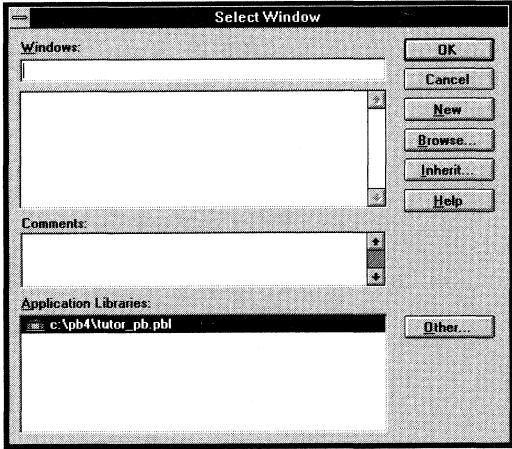 Select Window
Windows:
OK
Cancel
New
Browse...
Inherit...
Help
Comments:
Application Libraries:
c:\pb4\tutor_pb.pbl
Other...